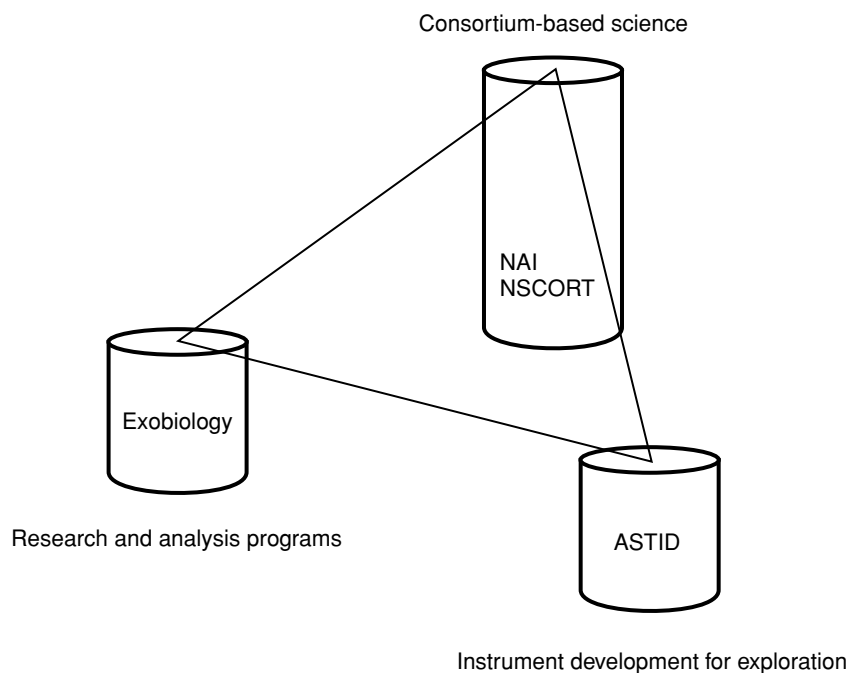 Consortium-based science
NAI
NSCORT
Exobiology
Research and analysis programs
ASTID
Instrument development for exploration